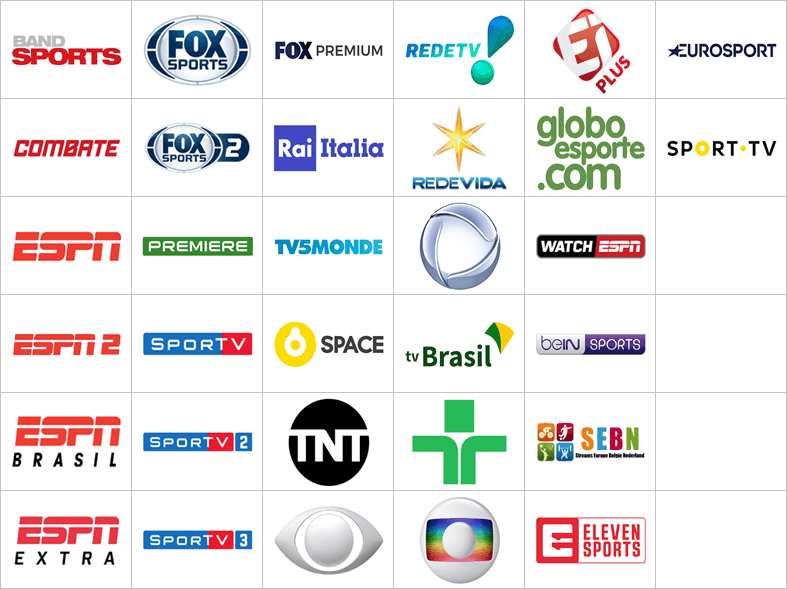 BAND
SPORTS
FOX
SPORTS
FOX PREMIUM
REDETV
EI
PLUS
EUROSPORT
COMBATE
FOX
SPORTS 2
Rai Italia
REDEVIDA
globo
esporte
.com
SPORT•TV
ESPN
PREMIERE
TV5MONDE
WATCH ESPN
ESPN 2
SPORTV
SPACE
tv Brasil
beIN SPORTS
ESPN
BRASIL
SPORTV 2
TNT
SEBN
Streams Europe Belgie Nederland
ESPN
EXTRA
SPORTV 3
ELEVEN
SPORTS